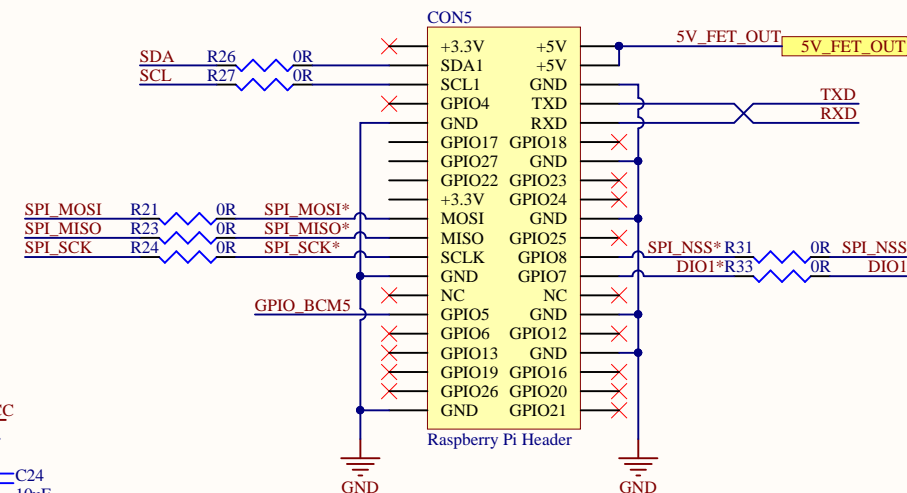 CON5
+3.3V +5V 5V_FET_OUT 5V_FET_OUT
SDA R26 0R SDA1 +5V
SCL R27 0R SCL1 GND
GPIO4 TXD TXD
GND RXD RXD
GPIO17 GPIO18
GPIO27 GND
GPIO22 GPIO23
+3.3V GPIO24
SPI_MOSI R21 0R SPI_MOSI* MOSI GND
SPI_MISO R23 0R SPI_MISO* MISO GPIO25
SPI_SCK R24 0R SPI_SCK* SCLK GPIO8 SPI_NSS* R31 0R SPI_NSS
GND GPIO7 DIO1* R33 0R DIO1
NC NC
GPIO_BCM5 GPIO5 GND
GPIO6 GPIO12
GPIO13 GND
GPIO19 GPIO16
GPIO26 GPIO20
GND GPIO21
Raspberry Pi Header
C24
GND GND